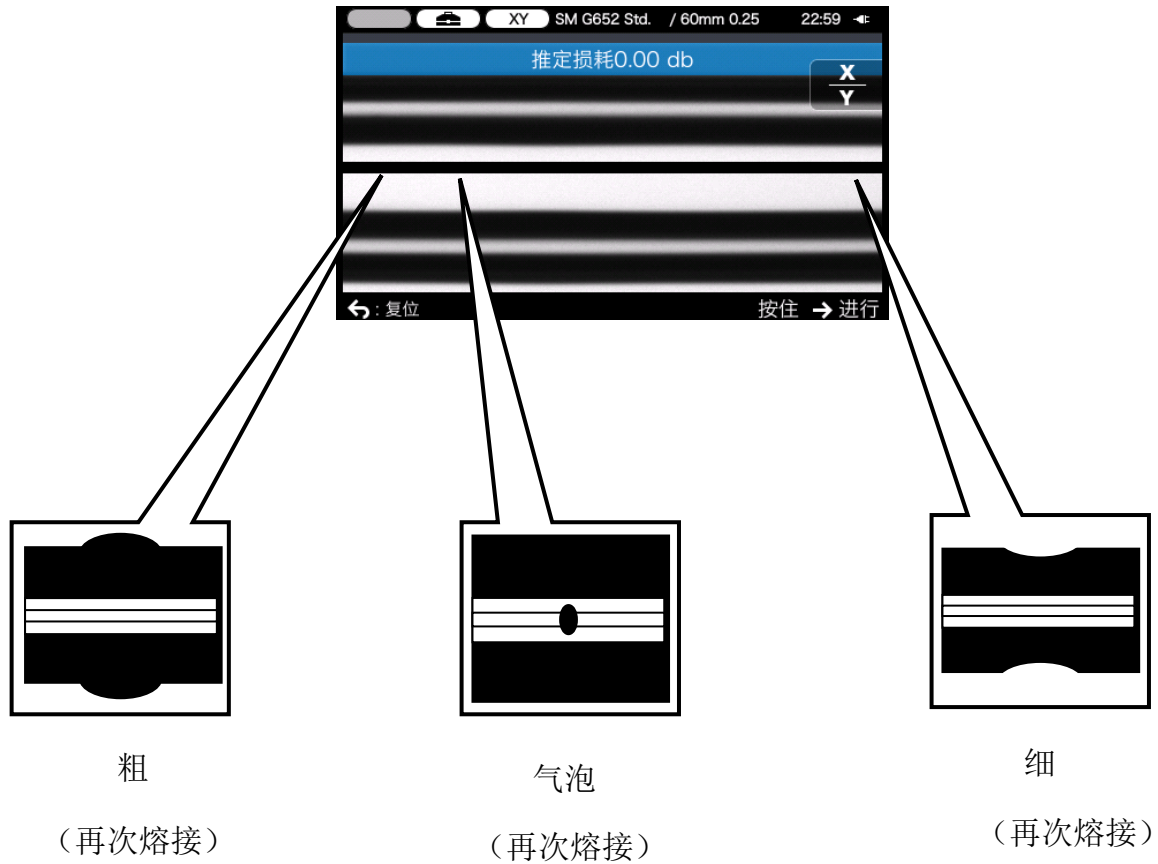 XY SM G652 Std. / 60mm 0.25 22:59
推定损耗0.00 db
X
Y
: 复位 按住 → 进行
粗 气泡 细
（再次熔接） （再次熔接） （再次熔接）